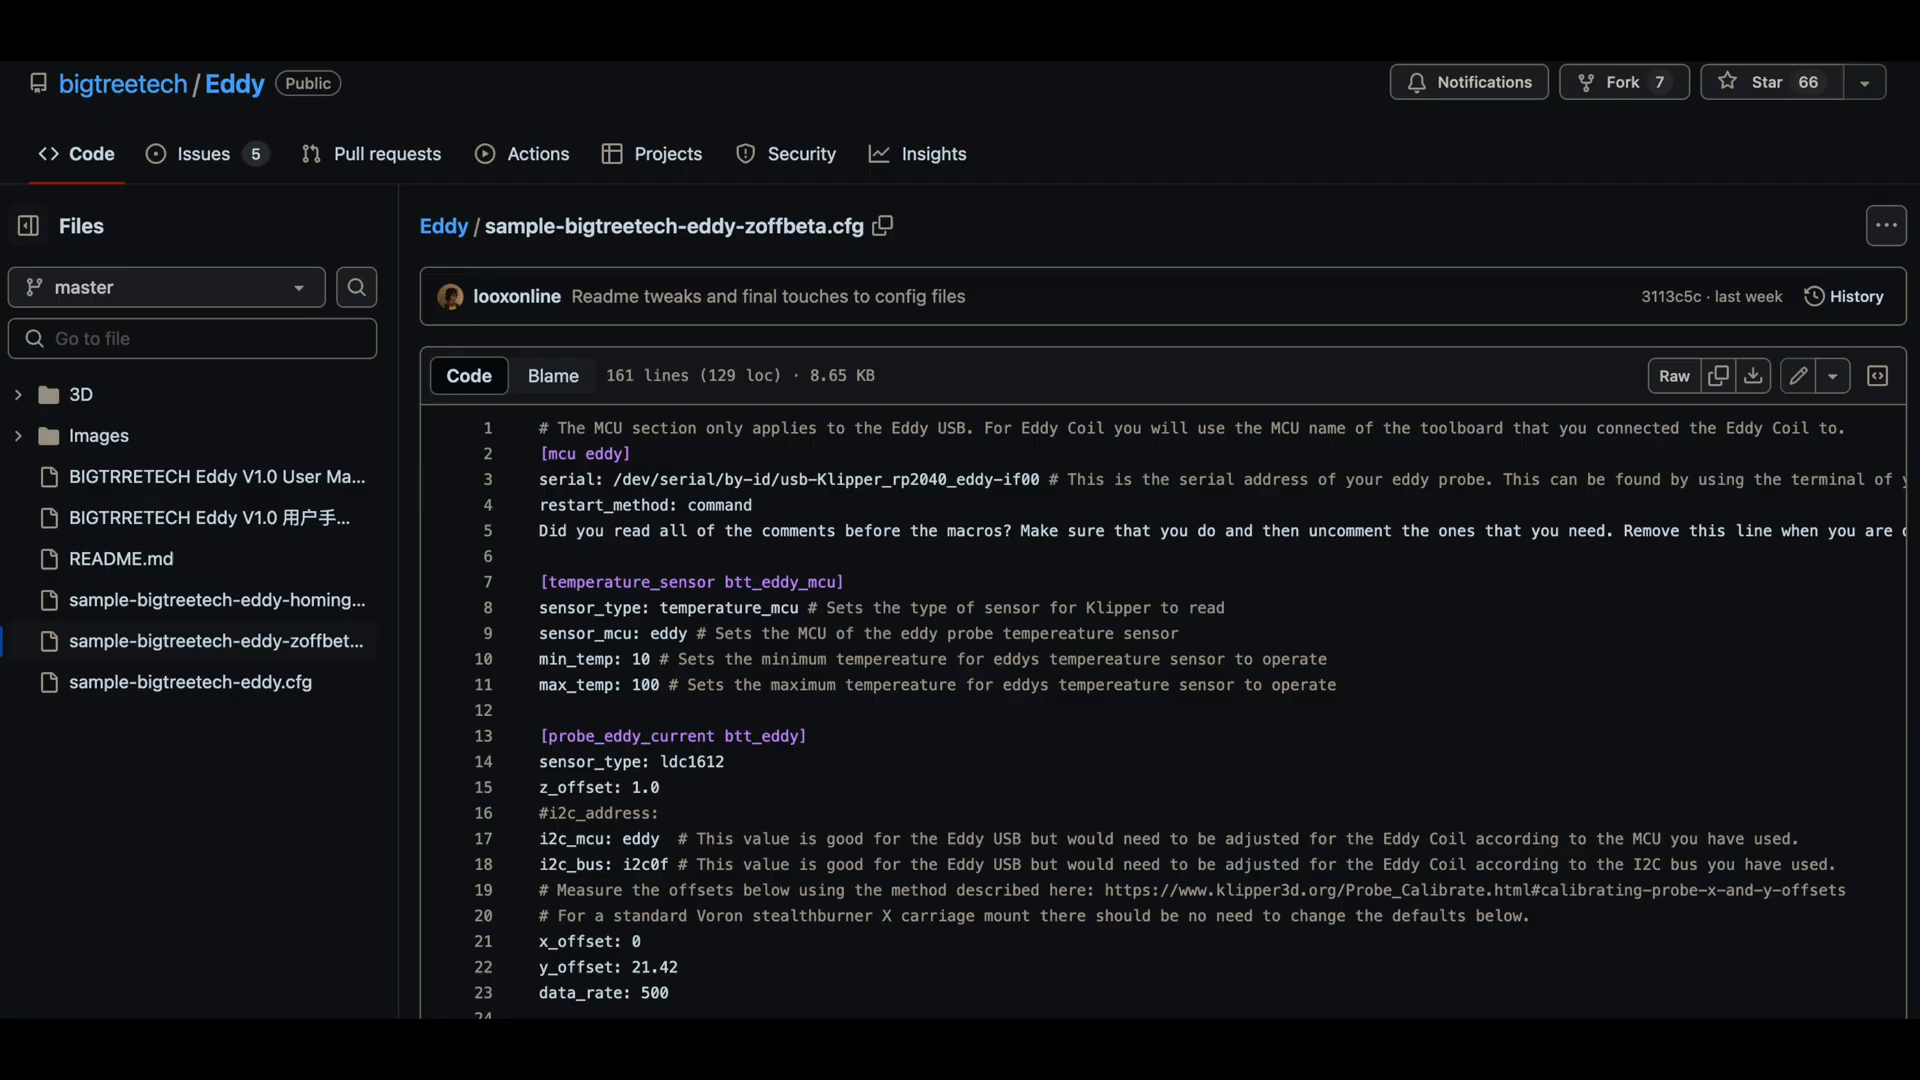 bigtreetech / Eddy Public
Notifications Fork 7 Star 66
Code Issues 5 Pull requests Actions Projects Security Insights
Files
master
Go to file
3D
Images
BIGTRRETECH Eddy V1.0 User Ma...
BIGTRRETECH Eddy V1.0 用户手...
README.md
sample-bigtreetech-eddy-homing...
sample-bigtreetech-eddy-zoffbet...
sample-bigtreetech-eddy.cfg
Eddy / sample-bigtreetech-eddy-zoffbeta.cfg
looxonline Readme tweaks and final touches to config files 3113c5c · last week History
Code Blame 161 lines (129 loc) · 8.65 KB Raw
1 # The MCU section only applies to the Eddy USB. For Eddy Coil you will use the MCU name of the toolboard that you connected the Eddy Coil to.
2 [mcu eddy]
3 serial: /dev/serial/by-id/usb-Klipper_rp2040_eddy-if00 # This is the serial address of your eddy probe. This can be found by using the terminal of
4 restart_method: command
5 Did you read all of the comments before the macros? Make sure that you do and then uncomment the ones that you need. Remove this line when you are
6
7 [temperature_sensor btt_eddy_mcu]
8 sensor_type: temperature_mcu # Sets the type of sensor for Klipper to read
9 sensor_mcu: eddy # Sets the MCU of the eddy probe tempereature sensor
10 min_temp: 10 # Sets the minimum tempereature for eddys tempereature sensor to operate
11 max_temp: 100 # Sets the maximum tempereature for eddys tempereature sensor to operate
12
13 [probe_eddy_current btt_eddy]
14 sensor_type: ldc1612
15 z_offset: 1.0
16 #i2c_address:
17 i2c_mcu: eddy # This value is good for the Eddy USB but would need to be adjusted for the Eddy Coil according to the MCU you have used.
18 i2c_bus: i2c0f # This value is good for the Eddy USB but would need to be adjusted for the Eddy Coil according to the I2C bus you have used.
19 # Measure the offsets below using the method described here: https://www.klipper3d.org/Probe_Calibrate.html#calibrating-probe-x-and-y-offsets
20 # For a standard Voron stealthburner X carriage mount there should be no need to change the defaults below.
21 x_offset: 0
22 y_offset: 21.42
23 data_rate: 500
24